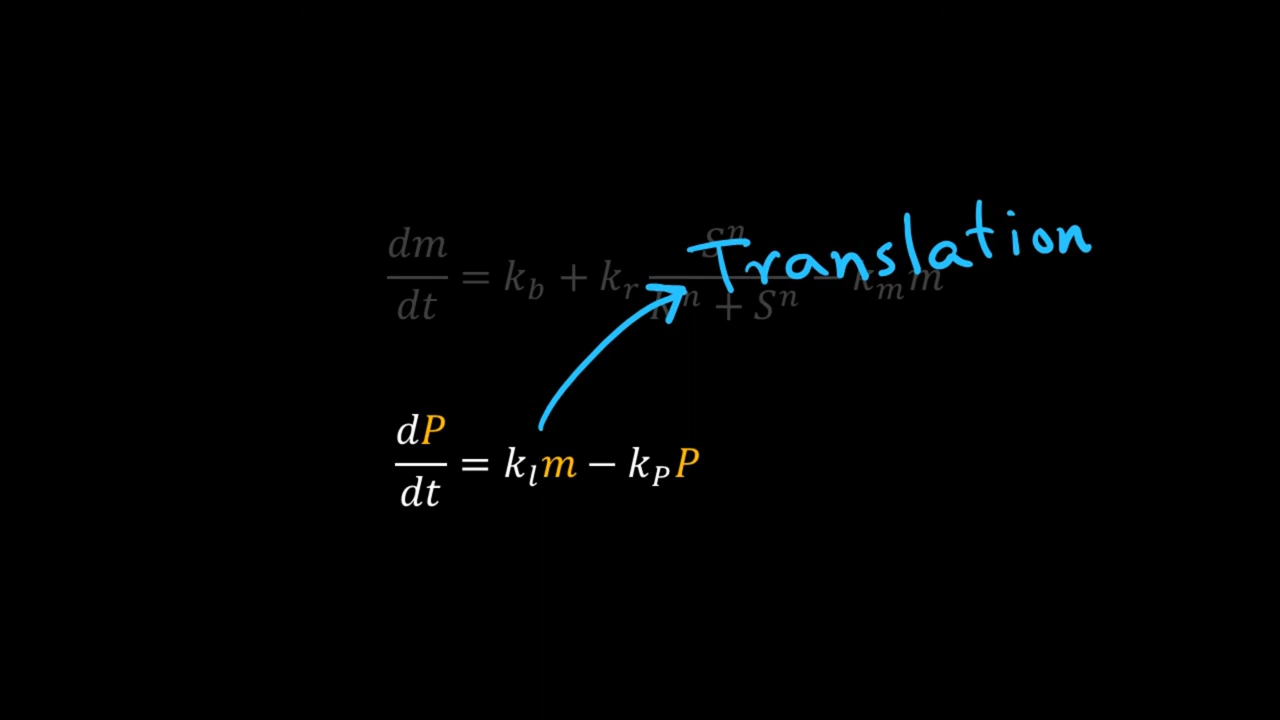 Translation
dm/dt = k_b + k_r S^n/(K^n + S^n) − k_m m
dP/dt = k_l m − k_P P